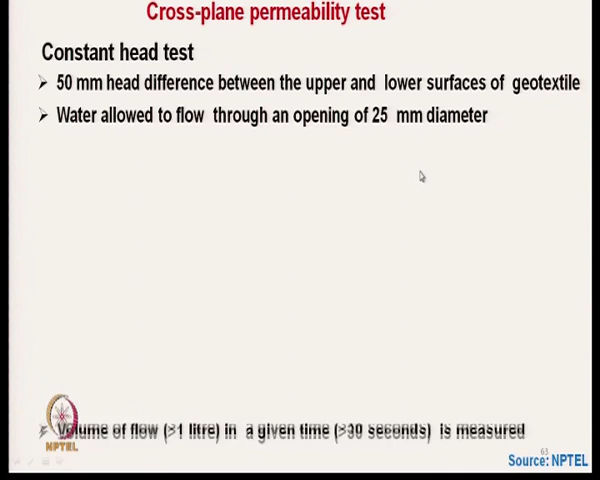 Cross-plane permeability test
Constant head test
➢ 50 mm head difference between the upper and lower surfaces of geotextile
➢ Water allowed to flow through an opening of 25 mm diameter
➢ Volume of flow (>1 litre) in a given time (>30 seconds) is measured
NPTEL
63
Source: NPTEL